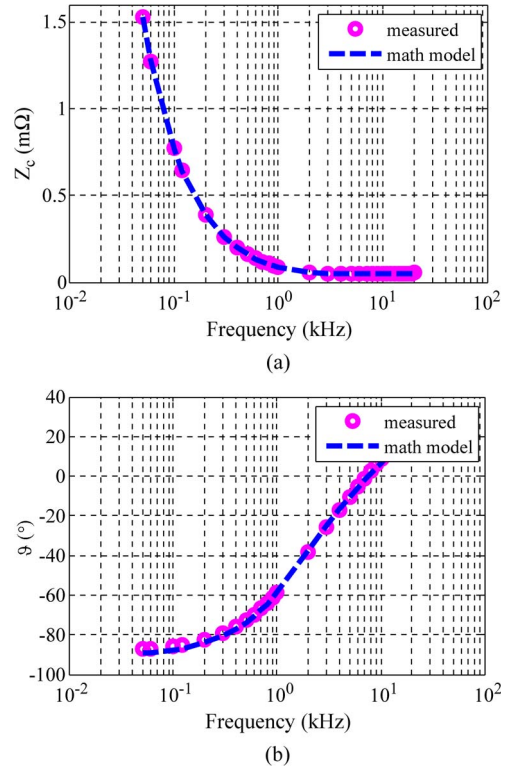 1.5
measured
math model
1
Z_c (mΩ)
0.5
0
10^-2
10^-1
10^0
10^1
10^2
Frequency (kHz)
(a)
40
measured
20
math model
0
ϑ (°)
-20
-40
-60
-80
-100
10^-2
10^-1
10^0
10^1
10^2
Frequency (kHz)
(b)